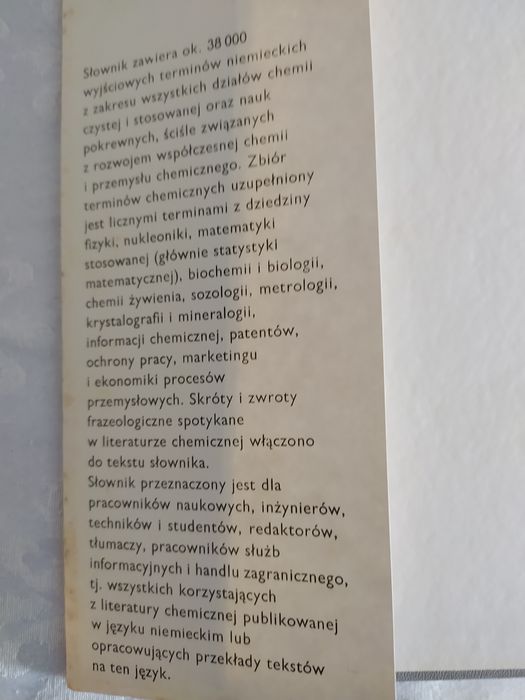 Słownik zawiera ok. 38 000
wyjściowych terminów niemieckich
z zakresu wszystkich działów chemii
czystej i stosowanej oraz nauk
pokrewnych, ściśle związanych
z rozwojem współczesnej chemii
i przemysłu chemicznego. Zbiór
terminów chemicznych uzupełniony
jest licznymi terminami z dziedziny
fizyki, nukleoniki, matematyki
stosowanej (głównie statystyki
matematycznej), biochemii i biologii,
chemii żywienia, sozologii, metrologii,
krystalografii i mineralogii,
informacji chemicznej, patentów,
ochrony pracy, marketingu
i ekonomiki procesów
przemysłowych. Skróty i zwroty
frazeologiczne spotykane
w literaturze chemicznej włączono
do tekstu słownika.
Słownik przeznaczony jest dla
pracowników naukowych, inżynierów,
techników i studentów, redaktorów,
tłumaczy, pracowników służb
informacyjnych i handlu zagranicznego,
tj. wszystkich korzystających
z literatury chemicznej publikowanej
w języku niemieckim lub
opracowujących przekłady tekstów
na ten język.